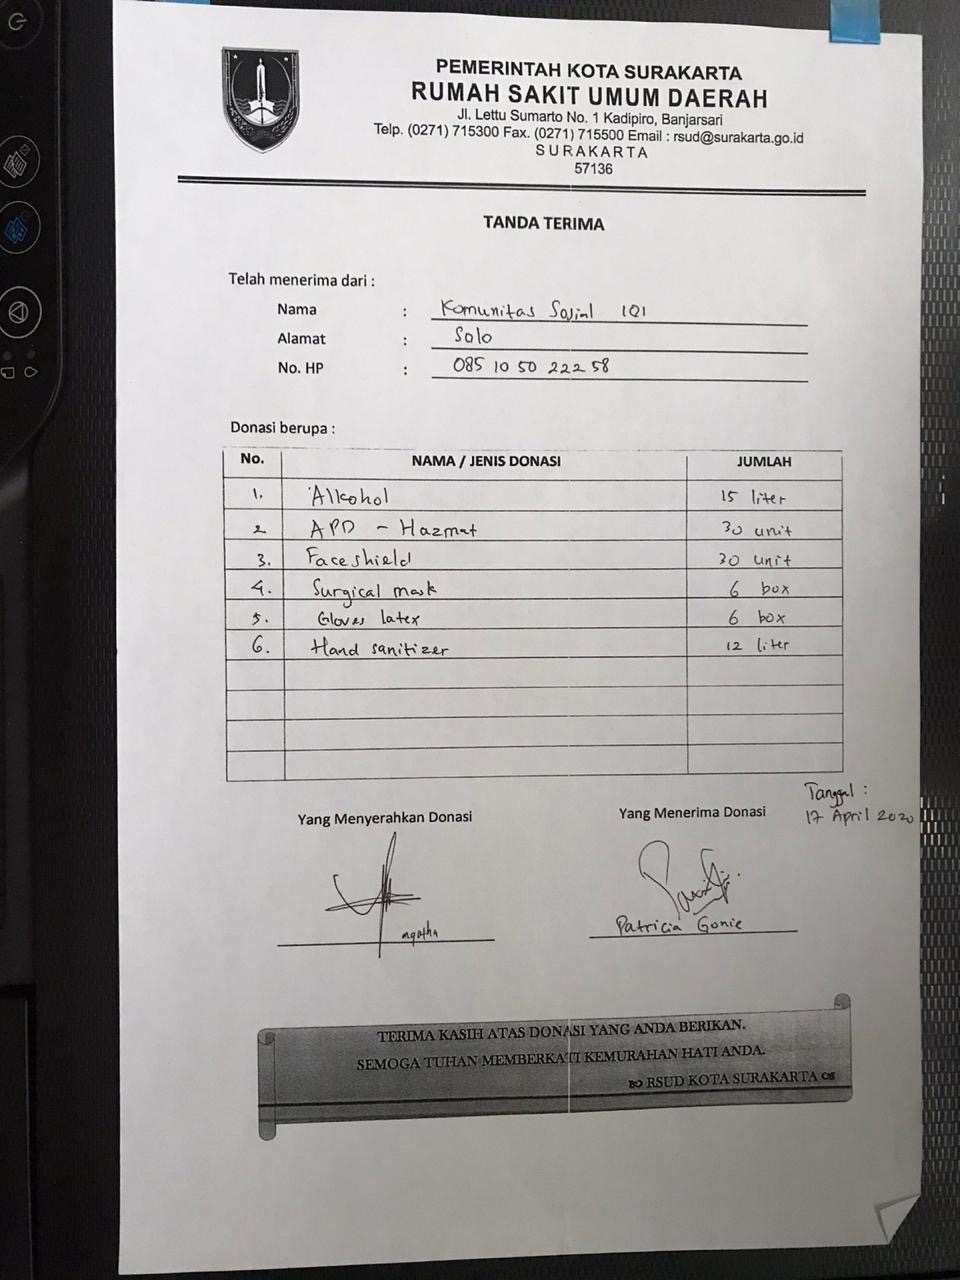 PEMERINTAH KOTA SURAKARTA
RUMAH SAKIT UMUM DAERAH
Jl. Lettu Sumarto No. 1 Kadipiro, Banjarsari
Telp. (0271) 715300 Fax. (0271) 715500 Email : rsud@surakarta.go.id
SURAKARTA
57136
TANDA TERIMA
Telah menerima dari :
Nama : Komunitas Sosial 101
Alamat : Solo
No. HP : 085 10 50 222 58
Donasi berupa :
No. NAMA / JENIS DONASI JUMLAH
1. Alkohol 15 liter
2 APD - Hazmat 30 unit
3. Faceshield 30 unit
4. Surgical mask 6 box
5. Gloves latex 6 box
6. Hand sanitizer 12 liter
Tanggal :
17 April 2020
Yang Menyerahkan Donasi Yang Menerima Donasi
agatha Patricia Gonie
TERIMA KASIH ATAS DONASI YANG ANDA BERIKAN.
SEMOGA TUHAN MEMBERKATI KEMURAHAN HATI ANDA.
RSUD KOTA SURAKARTA